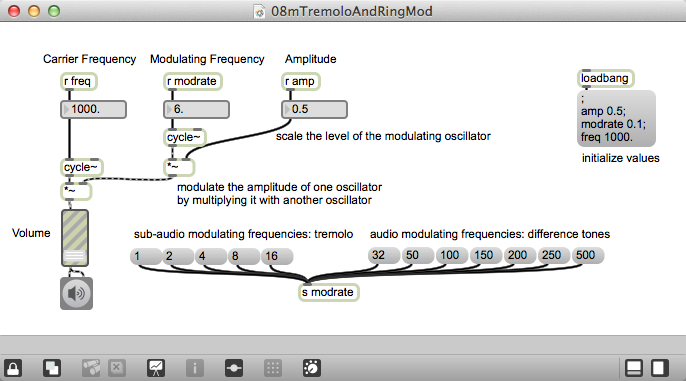 08mTremoloAndRingMod
Carrier Frequency
Modulating Frequency
Amplitude
r freq
r modrate
r amp
loadbang
1000.
6.
0.5
;
amp 0.5;
modrate 0.1;
freq 1000.
cycle~
scale the level of the modulating oscillator
initialize values
cycle~
*~
*~
modulate the amplitude of one oscillator
by multiplying it with another oscillator
Volume
sub-audio modulating frequencies: tremolo
audio modulating frequencies: difference tones
1
2
4
8
16
32
50
100
150
200
250
500
s modrate